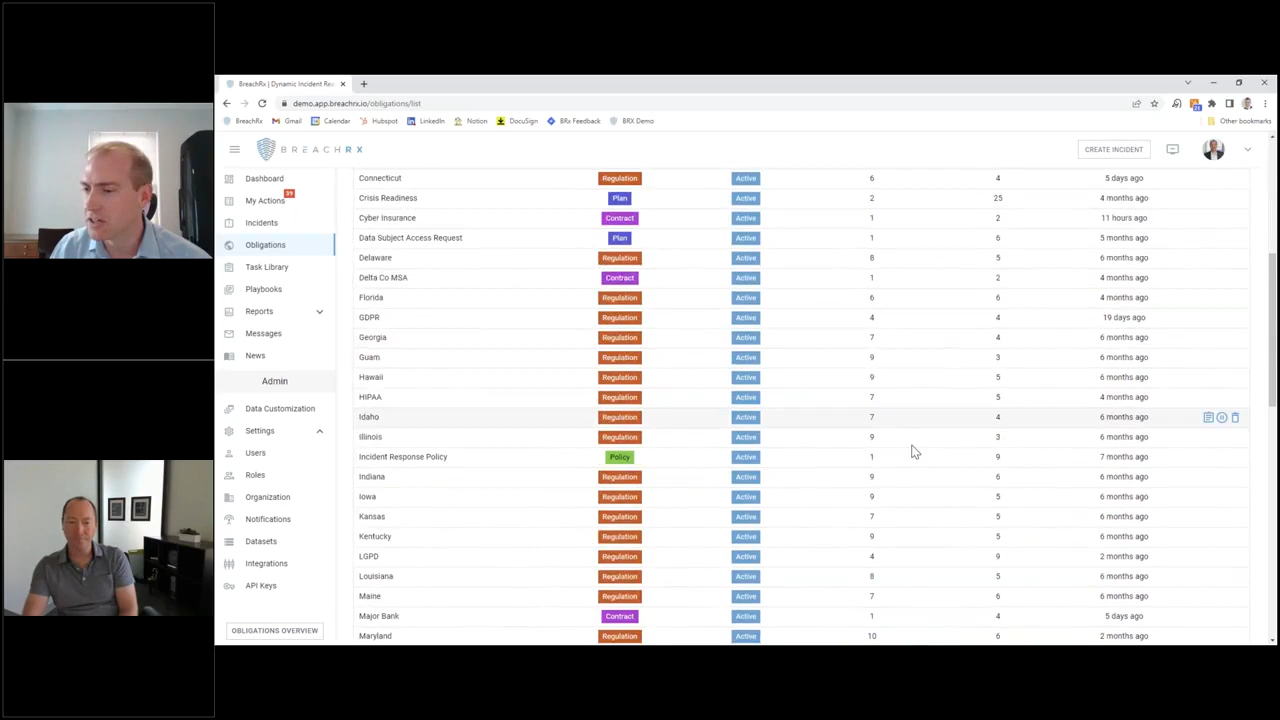 BreachRx | Dynamic Incident Re
demo.app.breachrx.io/obligations/list
BreachRx Gmail Calendar Hubspot LinkedIn Notion DocuSign BRx Feedback BRX Demo Other bookmarks
BREACHRX CREATE INCIDENT
Dashboard
My Actions 39
Incidents
Obligations
Task Library
Playbooks
Reports
Messages
News
Admin
Data Customization
Settings
Users
Roles
Organization
Notifications
Datasets
Integrations
API Keys
OBLIGATIONS OVERVIEW
Connecticut Regulation Active 6 4 5 days ago
Crisis Readiness Plan Active 2 25 4 months ago
Cyber Insurance Contract Active 1 2 11 hours ago
Data Subject Access Request Plan Active 1 6 5 months ago
Delaware Regulation Active 8 5 6 months ago
Delta Co MSA Contract Active 1 2 4 months ago
Florida Regulation Active 6 6 4 months ago
GDPR Regulation Active 4 4 19 days ago
Georgia Regulation Active 7 4 6 months ago
Guam Regulation Active 9 3 6 months ago
Hawaii Regulation Active 9 5 6 months ago
HIPAA Regulation Active 7 5 6 months ago
Idaho Regulation Active 7 4 6 months ago
Illinois Regulation Active 9 3 6 months ago
Incident Response Policy Policy Active 1 9 7 months ago
Indiana Regulation Active 9 6 6 months ago
Iowa Regulation Active 9 5 6 months ago
Kansas Regulation Active 7 5 6 months ago
Kentucky Regulation Active 9 5 6 months ago
LGPD Regulation Active 4 9 2 months ago
Louisiana Regulation Active 8 5 6 months ago
Maine Regulation Active 7 6 6 months ago
Major Bank Contract Active 1 4 5 days ago
Maryland Regulation Active 10 6 2 months ago